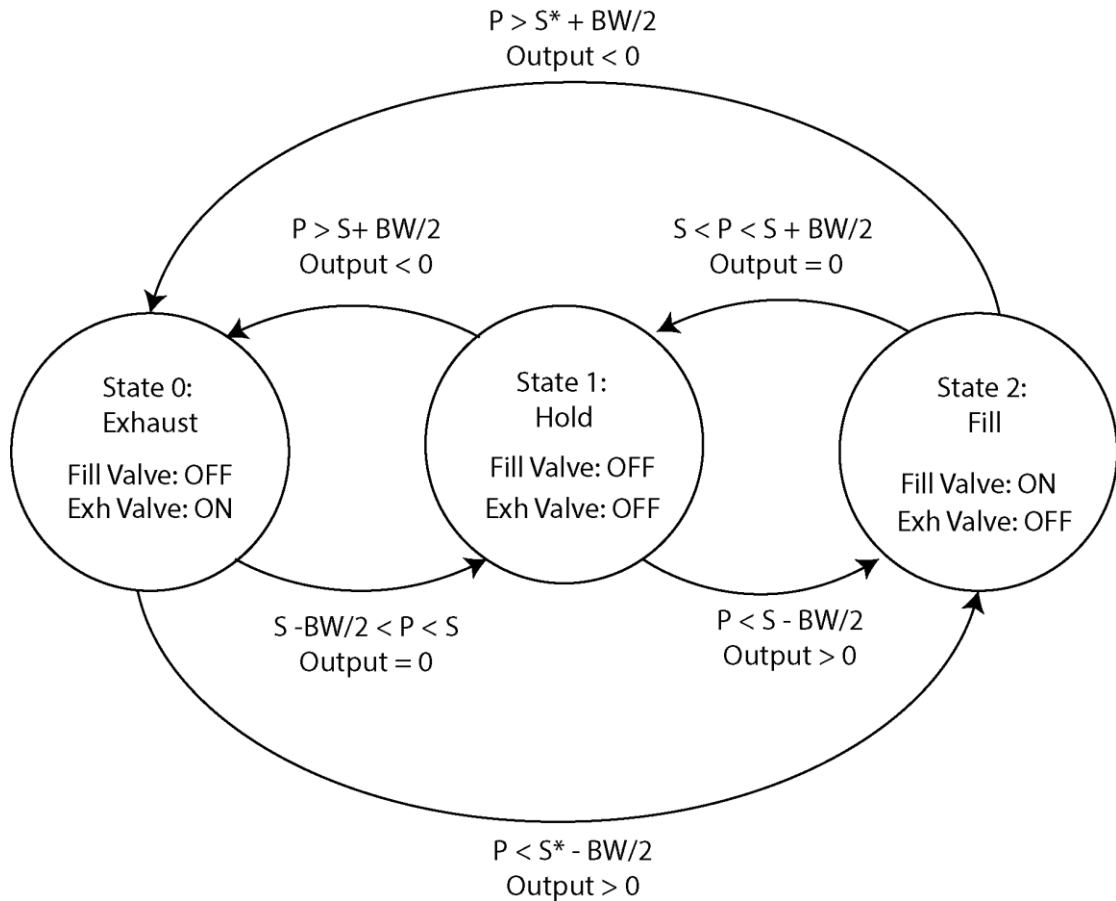 P > S* + BW/2
Output < 0
P > S+ BW/2
Output < 0
S < P < S + BW/2
Output = 0
State 0:
Exhaust
Fill Valve: OFF
Exh Valve: ON
State 1:
Hold
Fill Valve: OFF
Exh Valve: OFF
State 2:
Fill
Fill Valve: ON
Exh Valve: OFF
S -BW/2 < P < S
Output = 0
P < S - BW/2
Output > 0
P < S* - BW/2
Output > 0